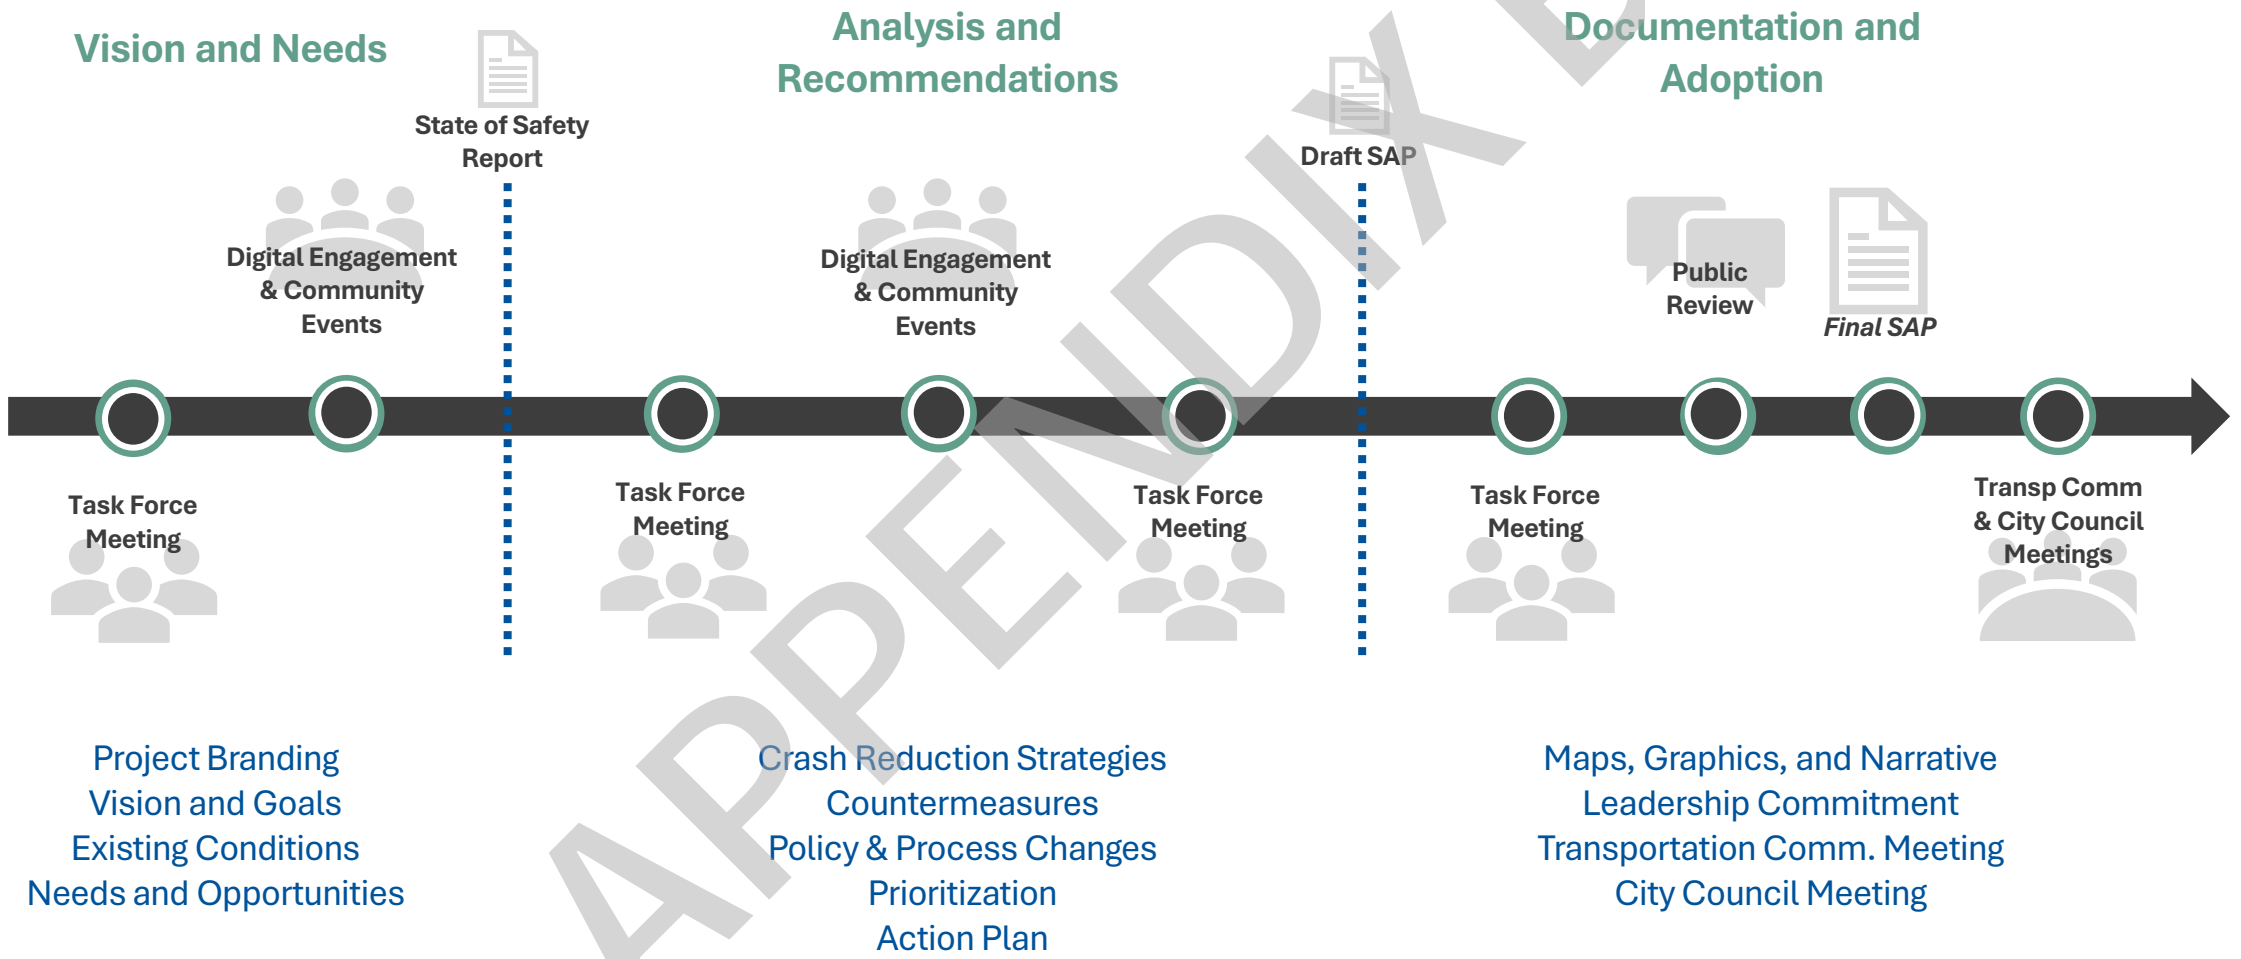 Vision and Needs
State of Safety
Report
Digital Engagement
& Community
Events
Task Force
Meeting
Project Branding
Vision and Goals
Existing Conditions
Needs and Opportunities
Analysis and
Recommendations
Digital Engagement
& Community
Events
Task Force
Meeting
Task Force
Meeting
Draft SAP
Crash Reduction Strategies
Countermeasures
Policy & Process Changes
Prioritization
Action Plan
Documentation and
Adoption
Public
Review
Final SAP
Task Force
Meeting
Transp Comm
& City Council
Meetings
Maps, Graphics, and Narrative
Leadership Commitment
Transportation Comm. Meeting
City Council Meeting
APPENDIX